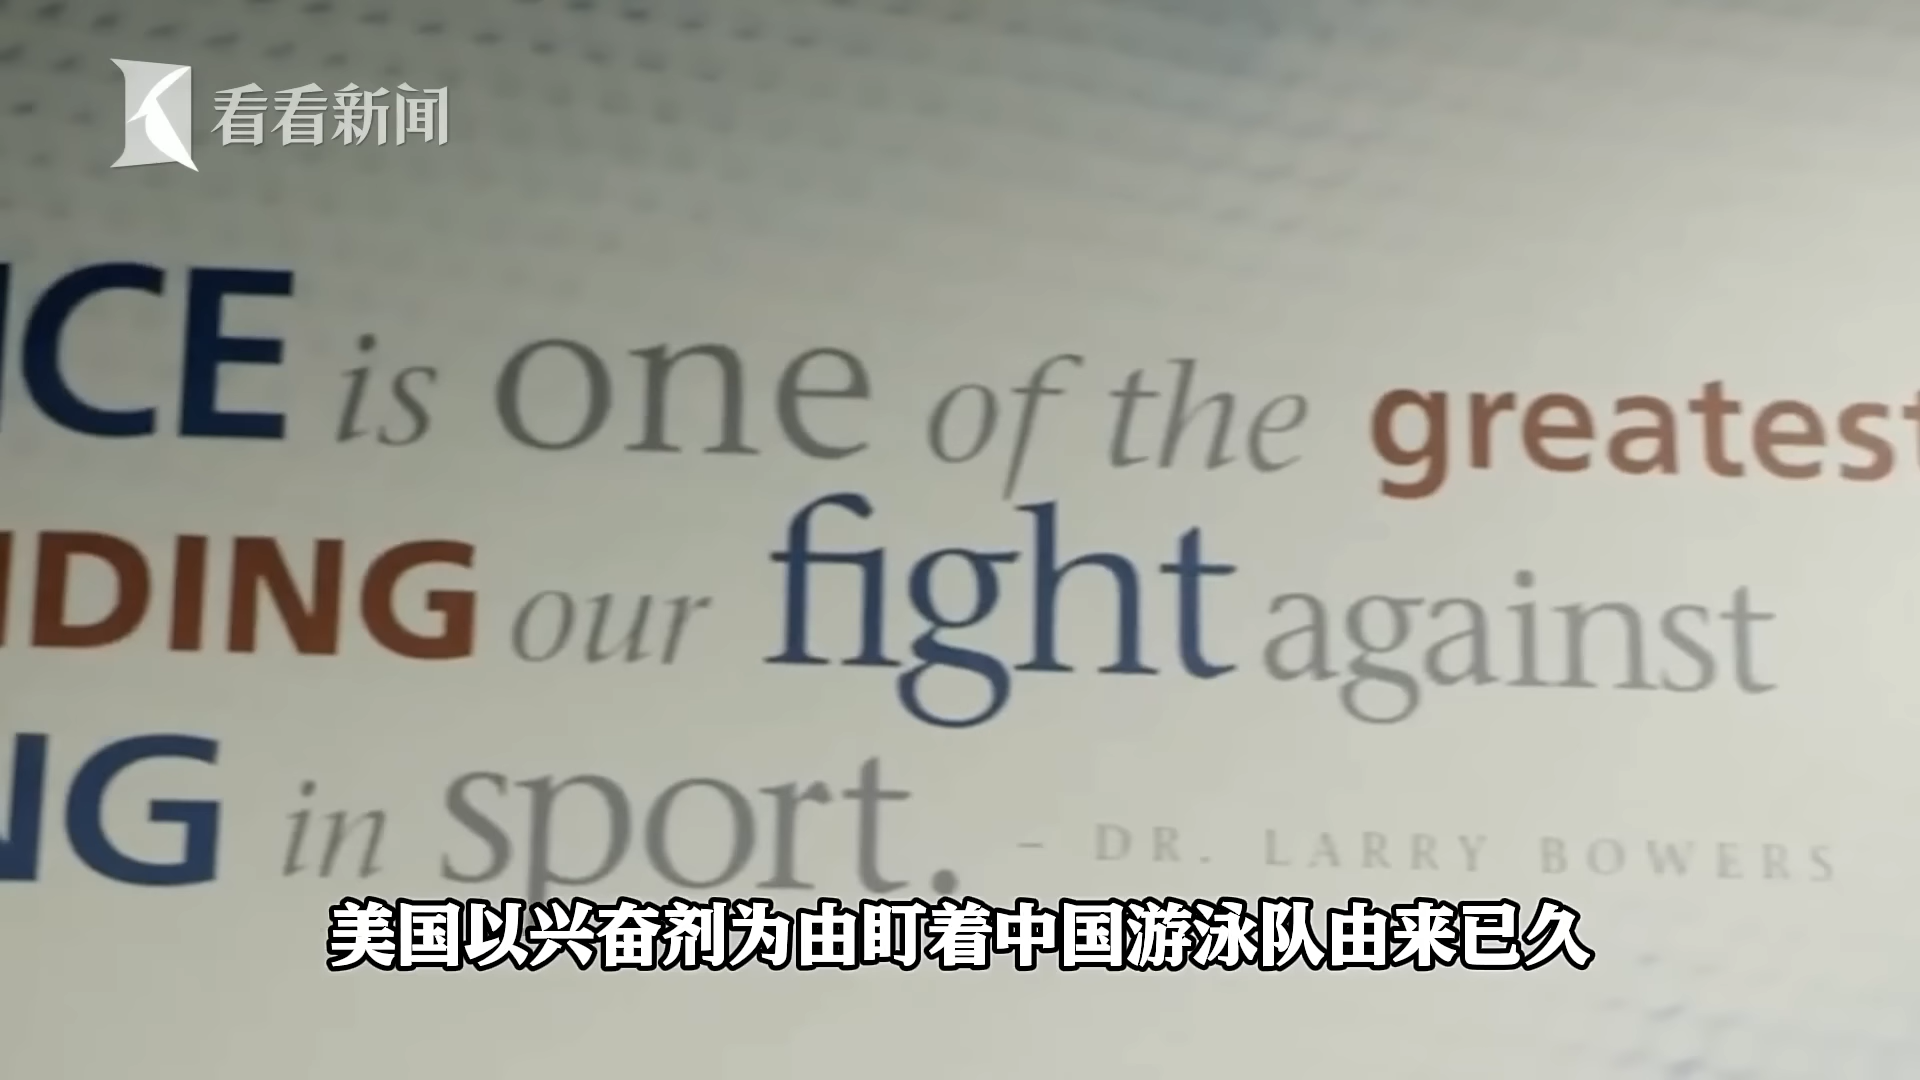 看看新闻
ICE is one of the greatest
NDING our fight against
NG in sport. – DR. LARRY BOWERS
美国以兴奋剂为由盯着中国游泳队由来已久